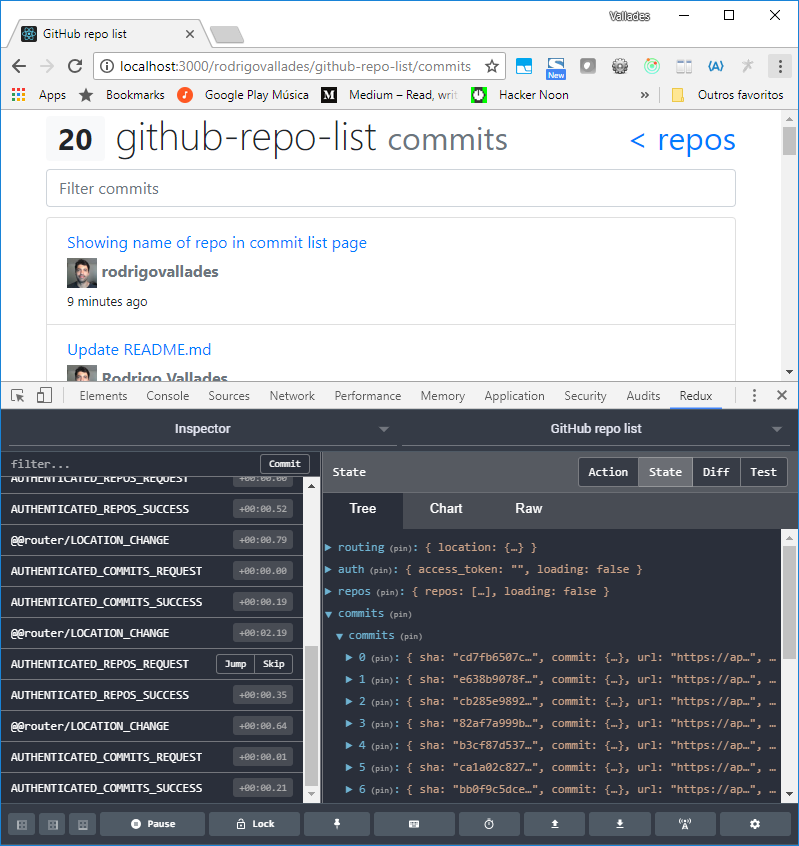 Vallades
GitHub repo list
localhost:3000/rodrigovallades/github-repo-list/commits
New
Apps Bookmarks Google Play Música Medium – Read, writ Hacker Noon » Outros favoritos
20 github-repo-list commits < repos
Filter commits
Showing name of repo in commit list page
rodrigovallades
9 minutes ago
Update README.md
Rodrigo Vallades
Elements Console Sources Network Performance Memory Application Security Audits Redux
Inspector GitHub repo list
filter... Commit
State Action State Diff Test
AUTHENTICATED_REPOS_REQUEST +00:00.00
AUTHENTICATED_REPOS_SUCCESS +00:00.52
@@router/LOCATION_CHANGE +00:00.79
AUTHENTICATED_COMMITS_REQUEST +00:00.00
AUTHENTICATED_COMMITS_SUCCESS +00:00.19
@@router/LOCATION_CHANGE +00:02.19
AUTHENTICATED_REPOS_REQUEST Jump Skip
AUTHENTICATED_REPOS_SUCCESS +00:00.35
@@router/LOCATION_CHANGE +00:00.64
AUTHENTICATED_COMMITS_REQUEST +00:00.01
AUTHENTICATED_COMMITS_SUCCESS +00:00.21
Tree Chart Raw
routing (pin): { location: {…} }
auth (pin): { access_token: "", loading: false }
repos (pin): { repos: […], loading: false }
commits (pin)
commits (pin)
0 (pin): { sha: "cd7fb6507c…", commit: {…}, url: "https://ap…", …
1 (pin): { sha: "e638b9078f…", commit: {…}, url: "https://ap…", …
2 (pin): { sha: "cb285e9892…", commit: {…}, url: "https://ap…", …
3 (pin): { sha: "82af7a999b…", commit: {…}, url: "https://ap…", …
4 (pin): { sha: "b3cf87d537…", commit: {…}, url: "https://ap…", …
5 (pin): { sha: "ca1a02c827…", commit: {…}, url: "https://ap…", …
6 (pin): { sha: "bb0f9c5dce…", commit: {…}, url: "https://ap…", …
Pause Lock